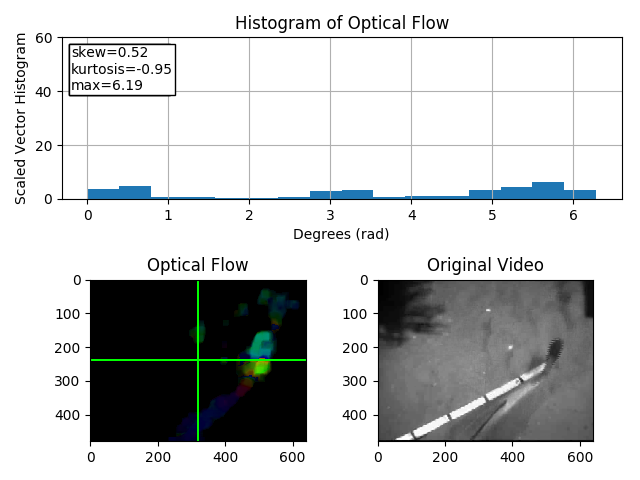 Histogram of Optical Flow
60
40
20
0
Scaled Vector Histogram
skew=0.52
kurtosis=-0.95
max=6.19
0 1 2 3 4 5 6
Degrees (rad)
Optical Flow
0
100
200
300
400
0 200 400 600
Original Video
0
100
200
300
400
0 200 400 600